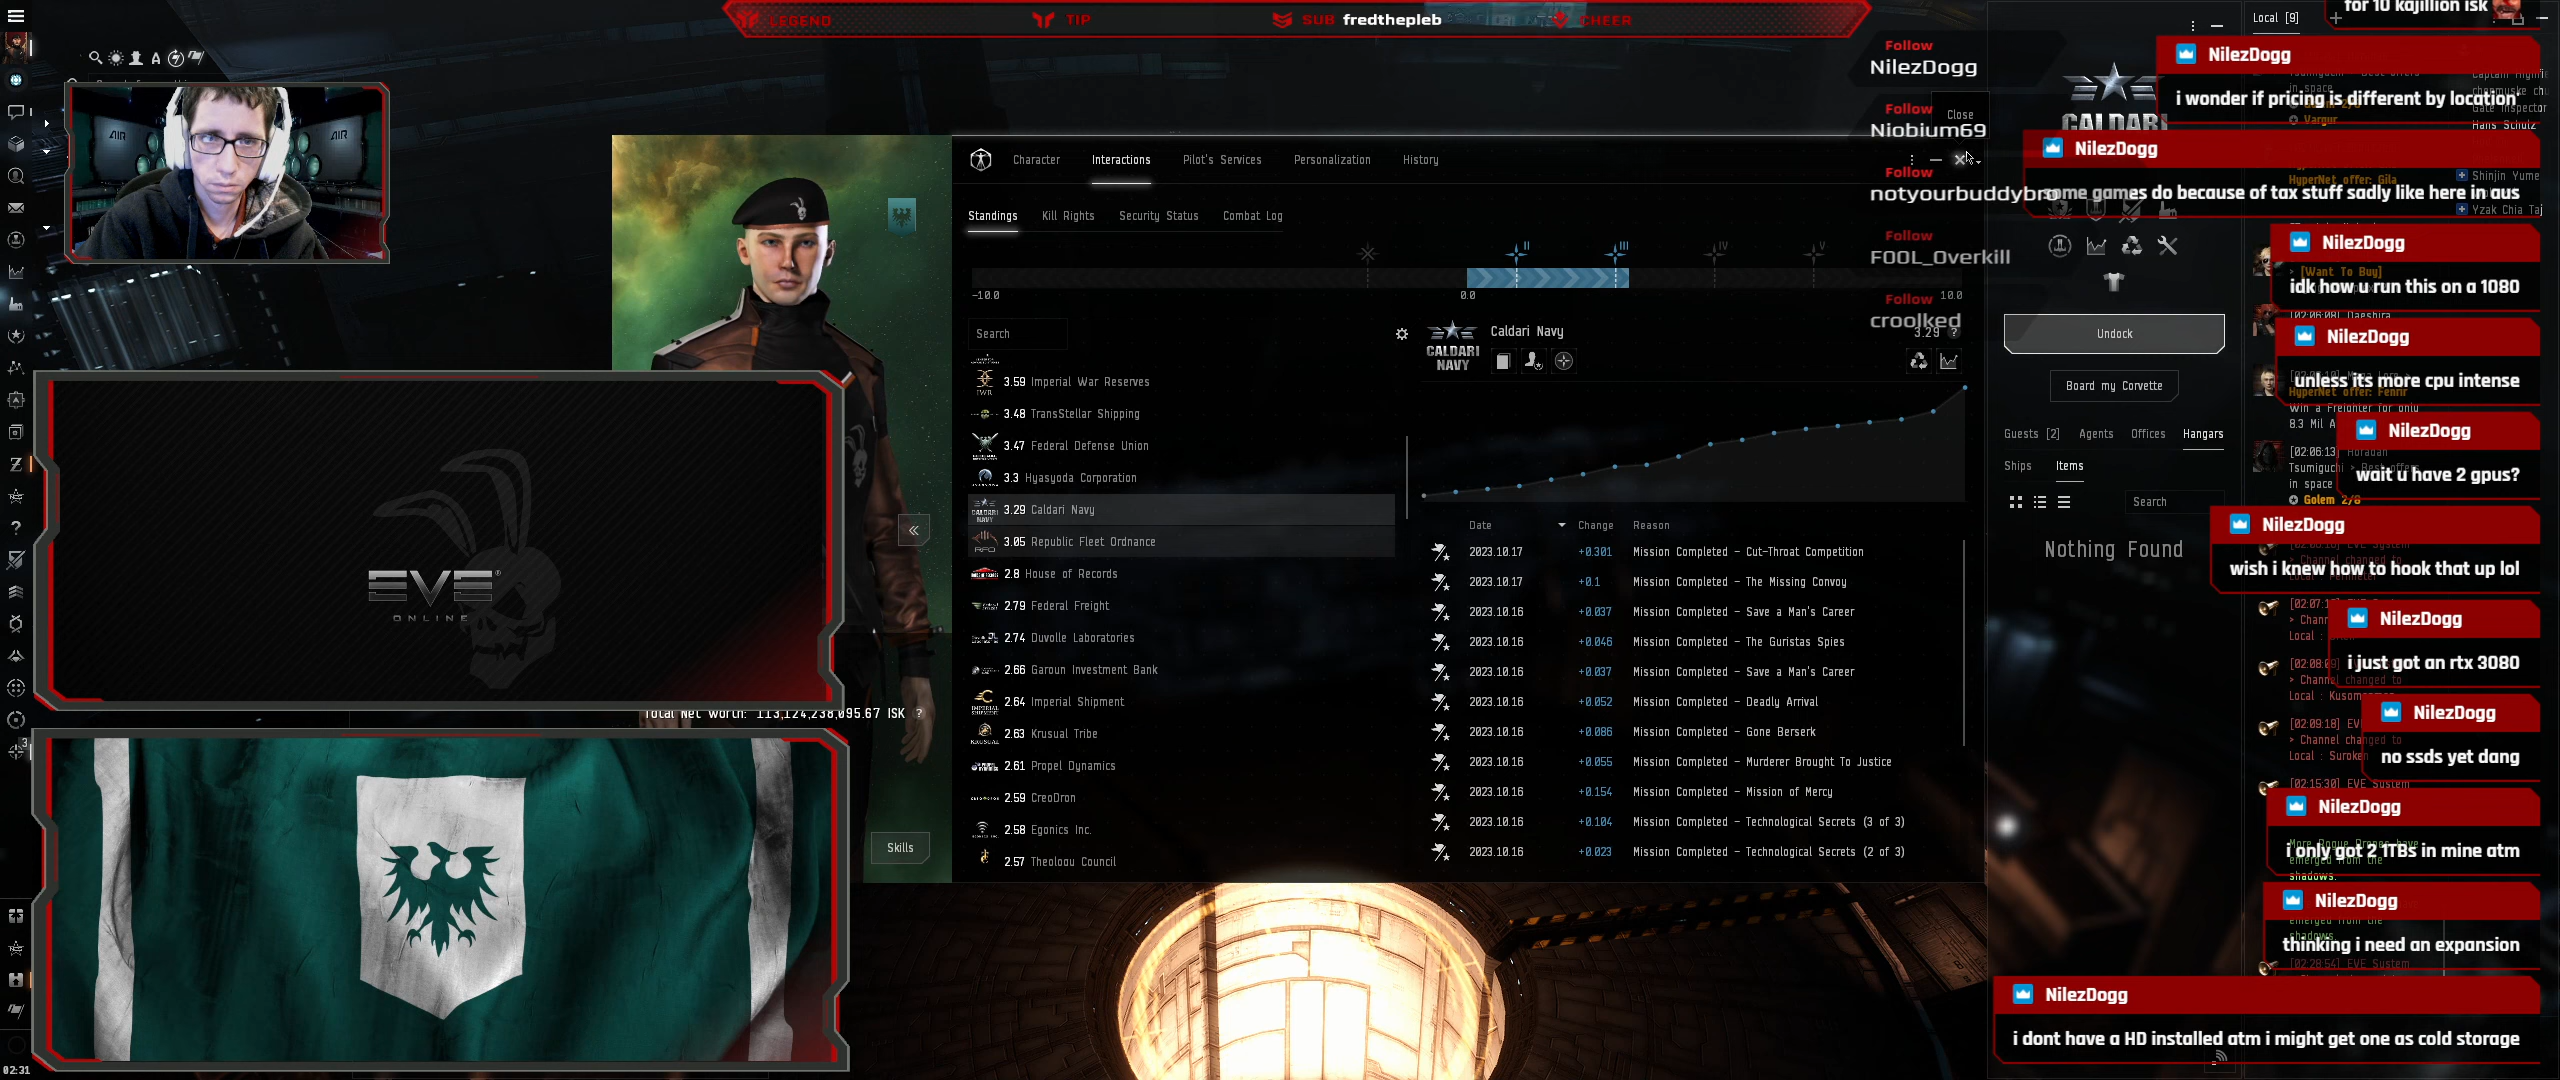 LEGEND
TIP
SUB fredthepleb
CHEER
AIR
AIR
Follow
NilezDogg
Follow
Niobium69
Follow
notyourbuddybro
Follow
F00L_Overkill
Follow
croolked
Close
Character
Interactions
Pilot's Services
Personalization
History
Standings
Kill Rights
Security Status
Combat Log
II
III
IV
V
-10.0
0.0
10.0
Search
3.59 Imperial War Reserves
3.48 TransStellar Shipping
3.47 Federal Defense Union
3.3 Hyasyoda Corporation
3.29 Caldari Navy
3.05 Republic Fleet Ordnance
2.8 House of Records
2.79 Federal Freight
2.74 Duvolle Laboratories
2.66 Garoun Investment Bank
2.64 Imperial Shipment
2.63 Krusual Tribe
2.61 Propel Dynamics
2.59 CreoDron
2.58 Egonics Inc.
2.57 Theology Council
CALDARI
NAVY
Caldari Navy
3.29
Date
Change
Reason
2023.10.17 +0.301 Mission Completed - Cut-Throat Competition
2023.10.17 +0.1 Mission Completed - The Missing Convoy
2023.10.16 +0.037 Mission Completed - Save a Man's Career
2023.10.16 +0.046 Mission Completed - The Guristas Spies
2023.10.16 +0.037 Mission Completed - Save a Man's Career
2023.10.16 +0.052 Mission Completed - Deadly Arrival
2023.10.16 +0.086 Mission Completed - Gone Berserk
2023.10.16 +0.055 Mission Completed - Murderer Brought To Justice
2023.10.16 +0.154 Mission Completed - Mission of Mercy
2023.10.16 +0.104 Mission Completed - Technological Secrets (3 of 3)
2023.10.16 +0.023 Mission Completed - Technological Secrets (2 of 3)
EVE
ONLINE
Total Net Worth: 113,124,238,095.67 ISK
Skills
02:31
CALDARI
Undock
Board my Corvette
Guests [2]
Agents
Offices
Hangars
Ships
Items
Search
Nothing Found
Local [9]
for 10 kajillion isk
NilezDogg
i wonder if pricing is different by location
NilezDogg
some games do because of tax stuff sadly like here in aus
NilezDogg
idk how u run this on a 1080
NilezDogg
unless its more cpu intense
NilezDogg
wait u have 2 gpus?
NilezDogg
wish i knew how to hook that up lol
NilezDogg
i just got an rtx 3080
NilezDogg
no ssds yet dang
NilezDogg
i only got 2 1TBs in mine atm
NilezDogg
thinking i need an expansion
NilezDogg
i dont have a HD installed atm i might get one as cold storage